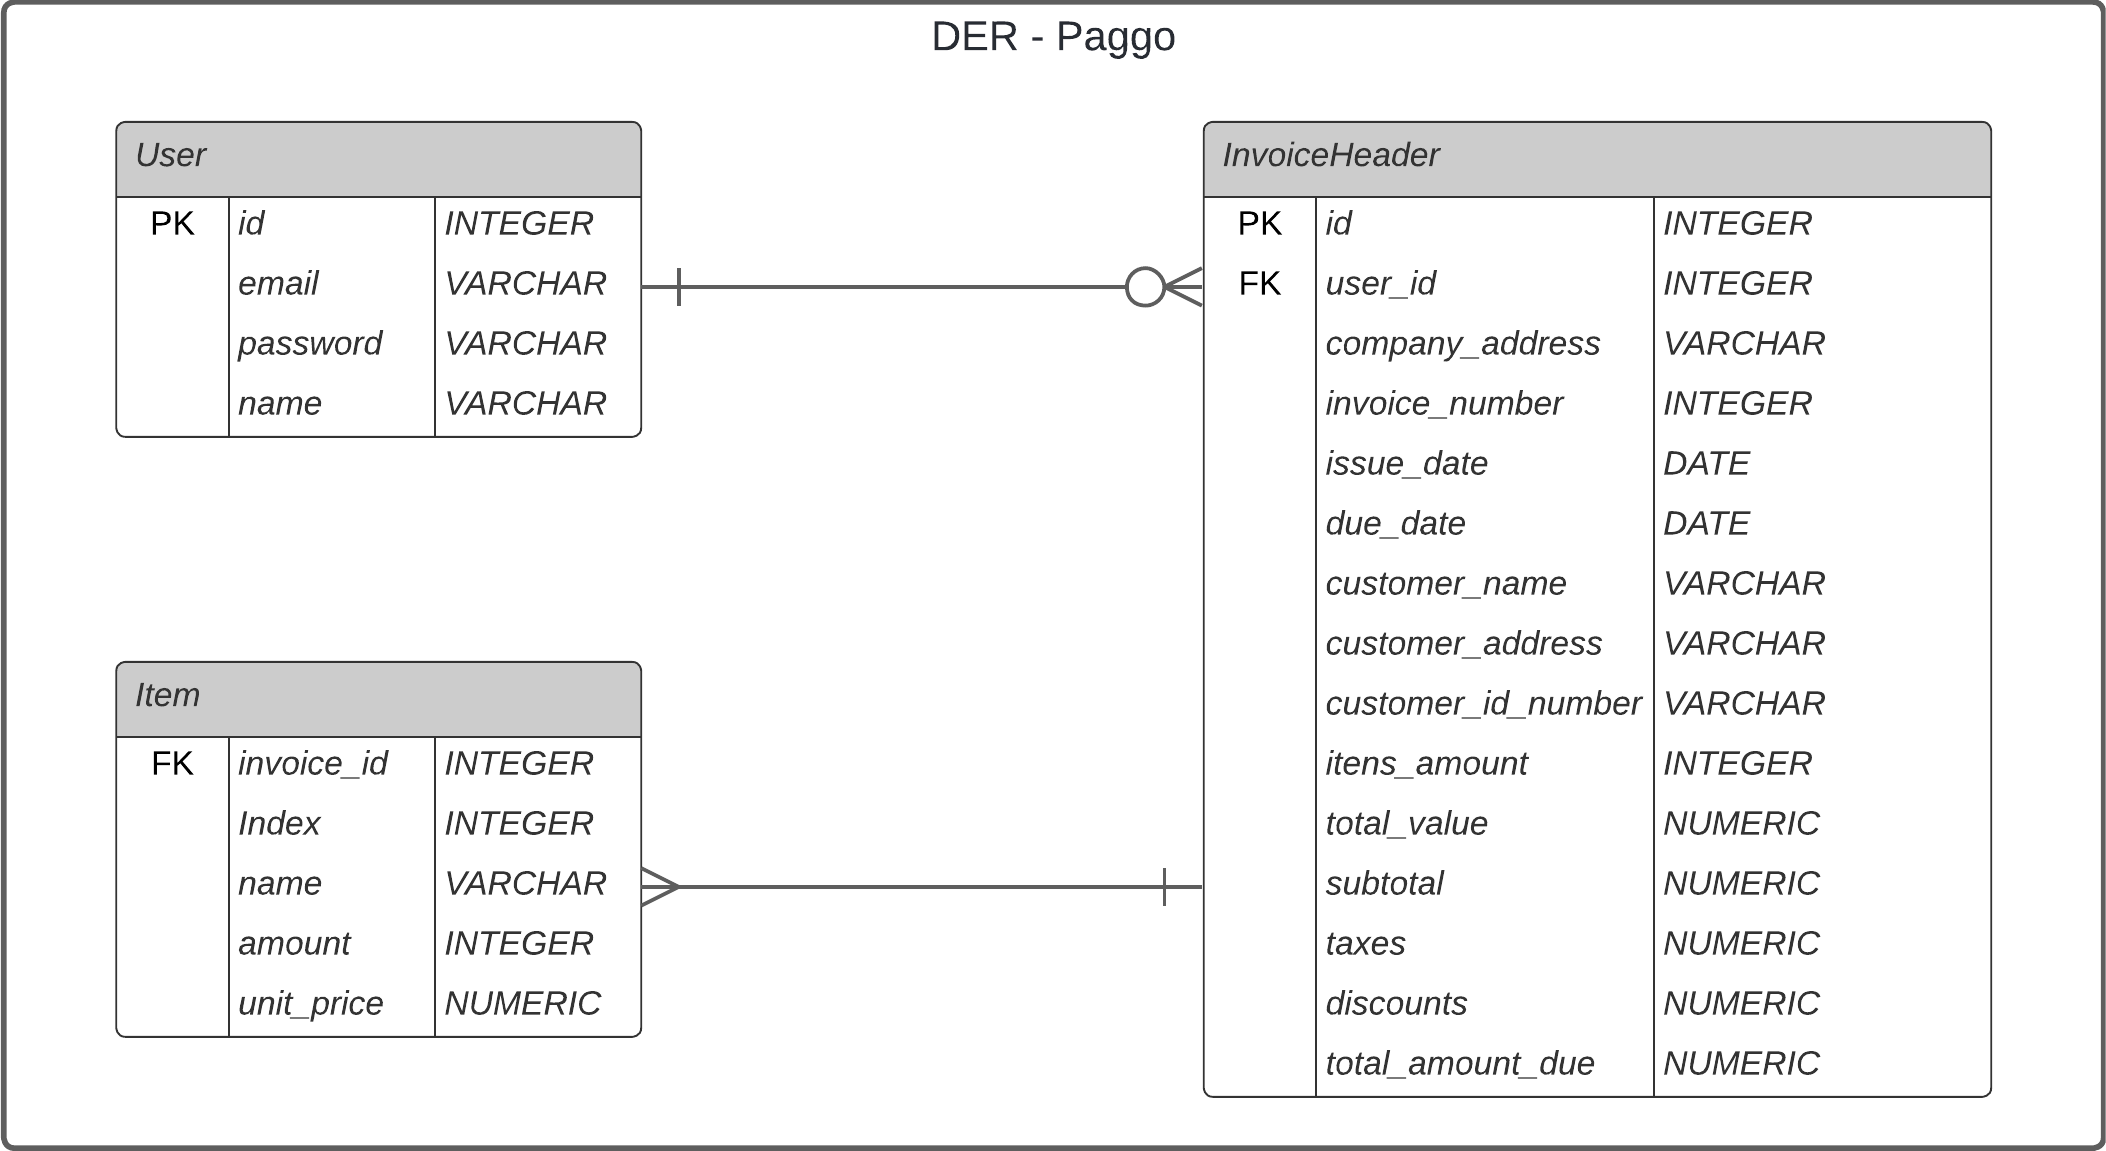 DER - Paggo
User
PK id INTEGER
email VARCHAR
password VARCHAR
name VARCHAR
InvoiceHeader
PK id INTEGER
FK user_id INTEGER
company_address VARCHAR
invoice_number INTEGER
issue_date DATE
due_date DATE
customer_name VARCHAR
customer_address VARCHAR
customer_id_number VARCHAR
itens_amount INTEGER
total_value NUMERIC
subtotal NUMERIC
taxes NUMERIC
discounts NUMERIC
total_amount_due NUMERIC
Item
FK invoice_id INTEGER
Index INTEGER
name VARCHAR
amount INTEGER
unit_price NUMERIC